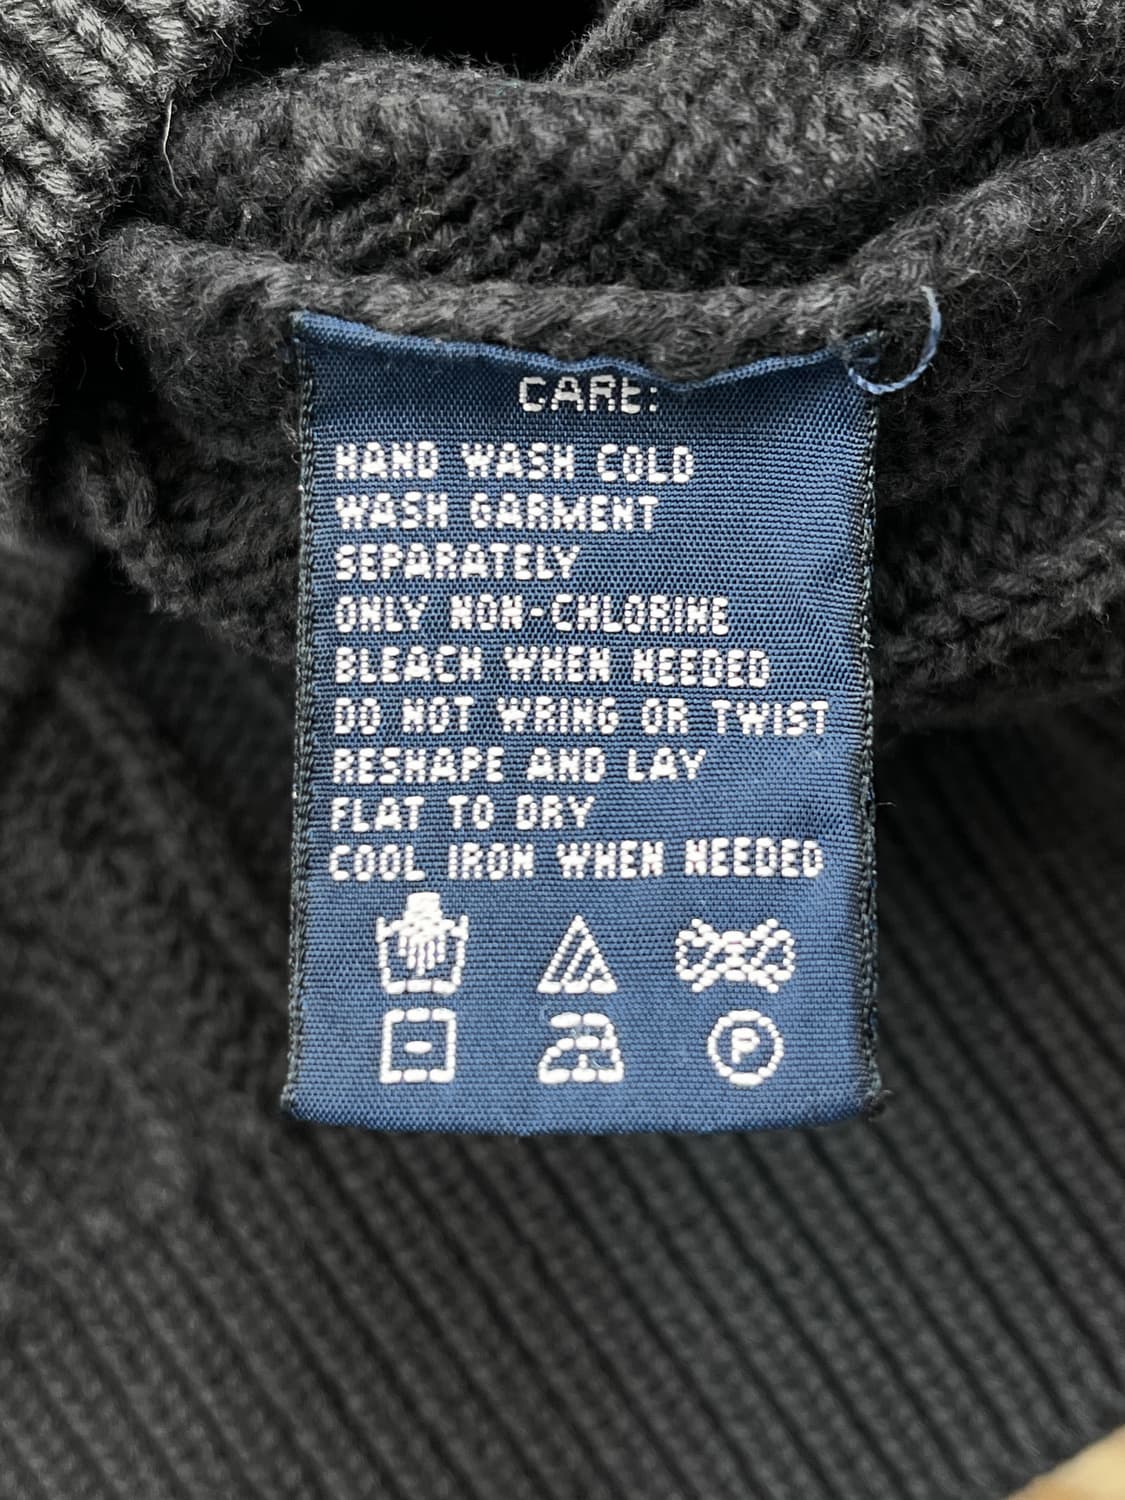 CARE:
HAND WASH COLD
WASH GARMENT
SEPARATELY
ONLY NON-CHLORINE
BLEACH WHEN NEEDED
DO NOT WRING OR TWIST
RESHAPE AND LAY
FLAT TO DRY
COOL IRON WHEN NEEDED
P